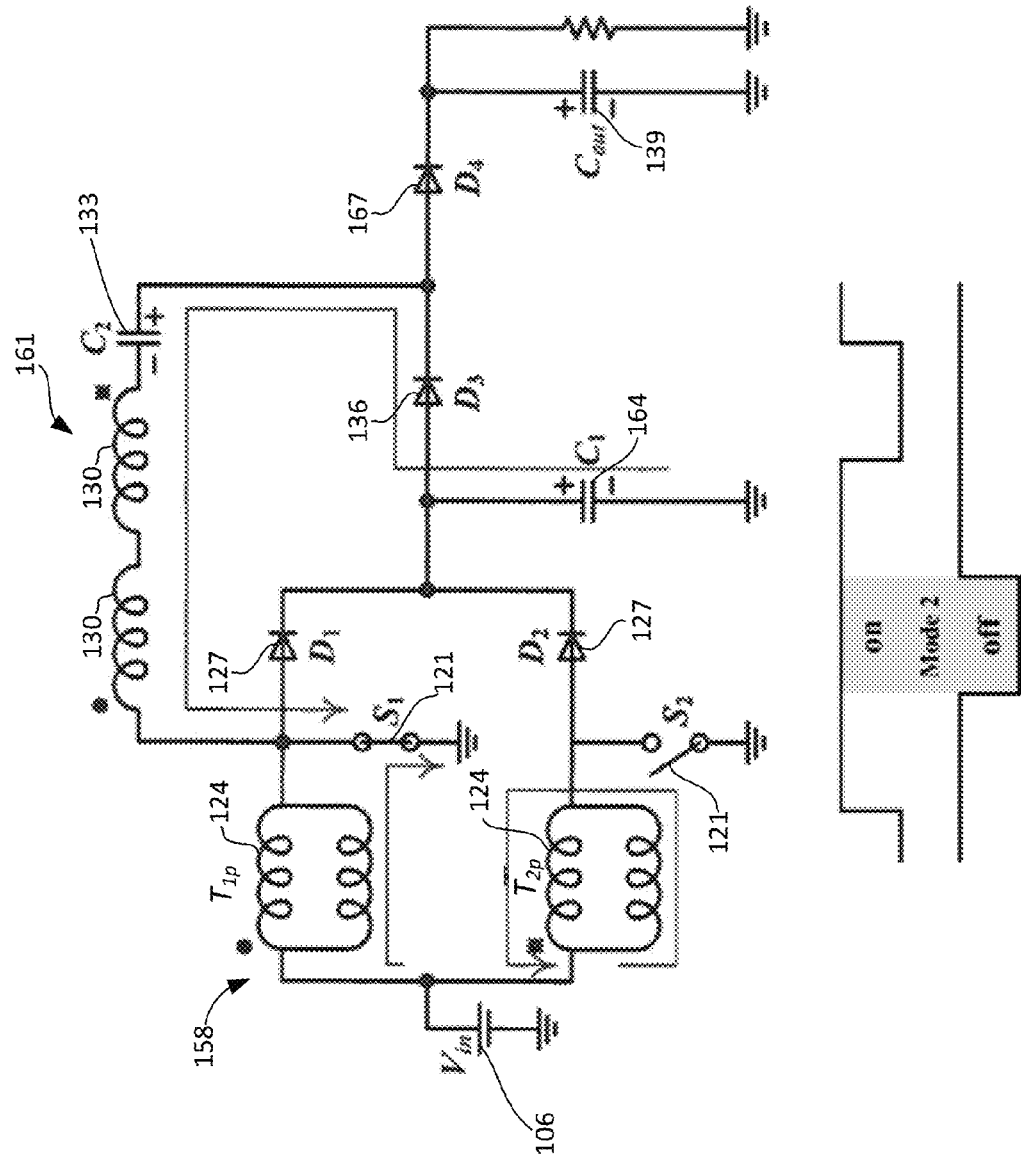 161
133
C₂
+
−
130
130
167
D₄
136
D₃
+
−
Cₒᵤₜ
139
C₁
+
−
164
127
D₁
D₂
127
S₁
121
S₂
121
T₁ₚ
124
T₂ₚ
124
158
Vᵢₙ
106
on
Mode 2
off